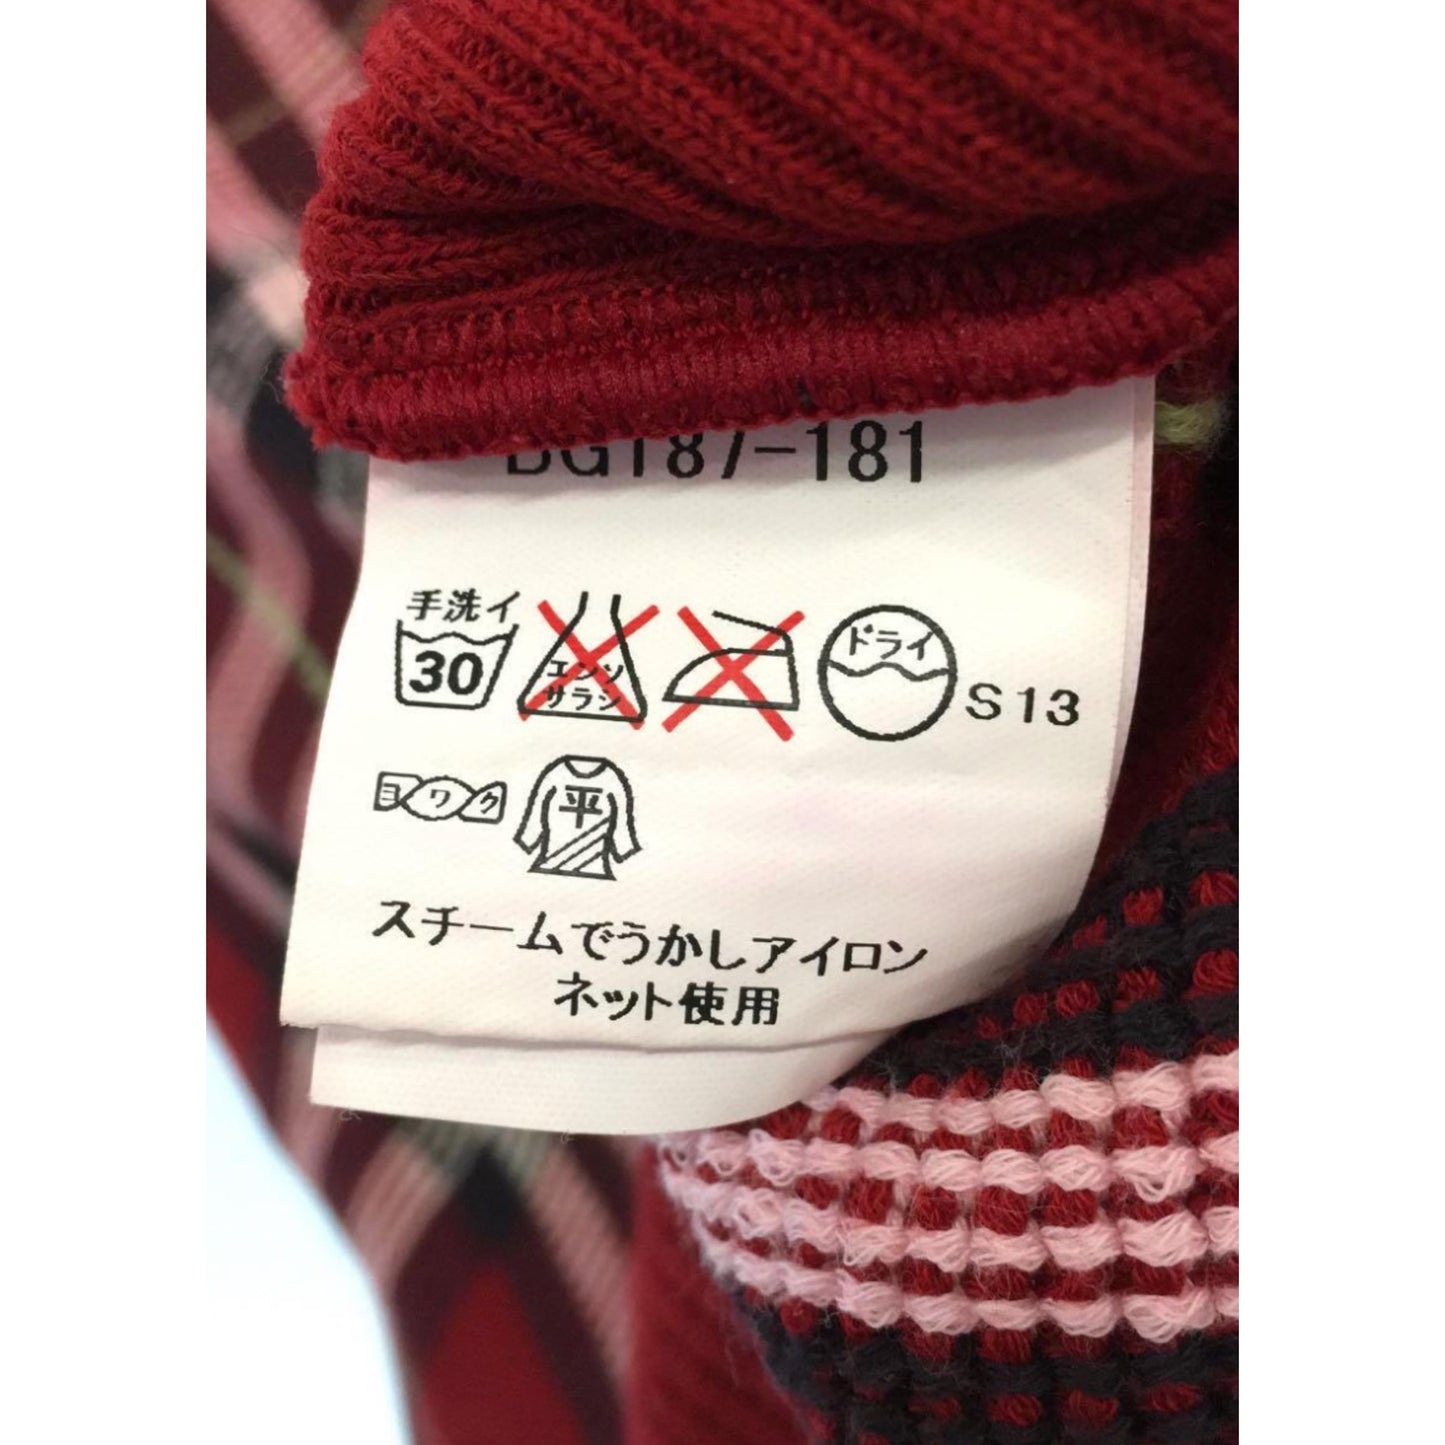 BG187-181
手洗イ
30
エンソ
サラシ
ドライ
S13
ヨワク
平
スチームでうかしアイロン
ネット使用